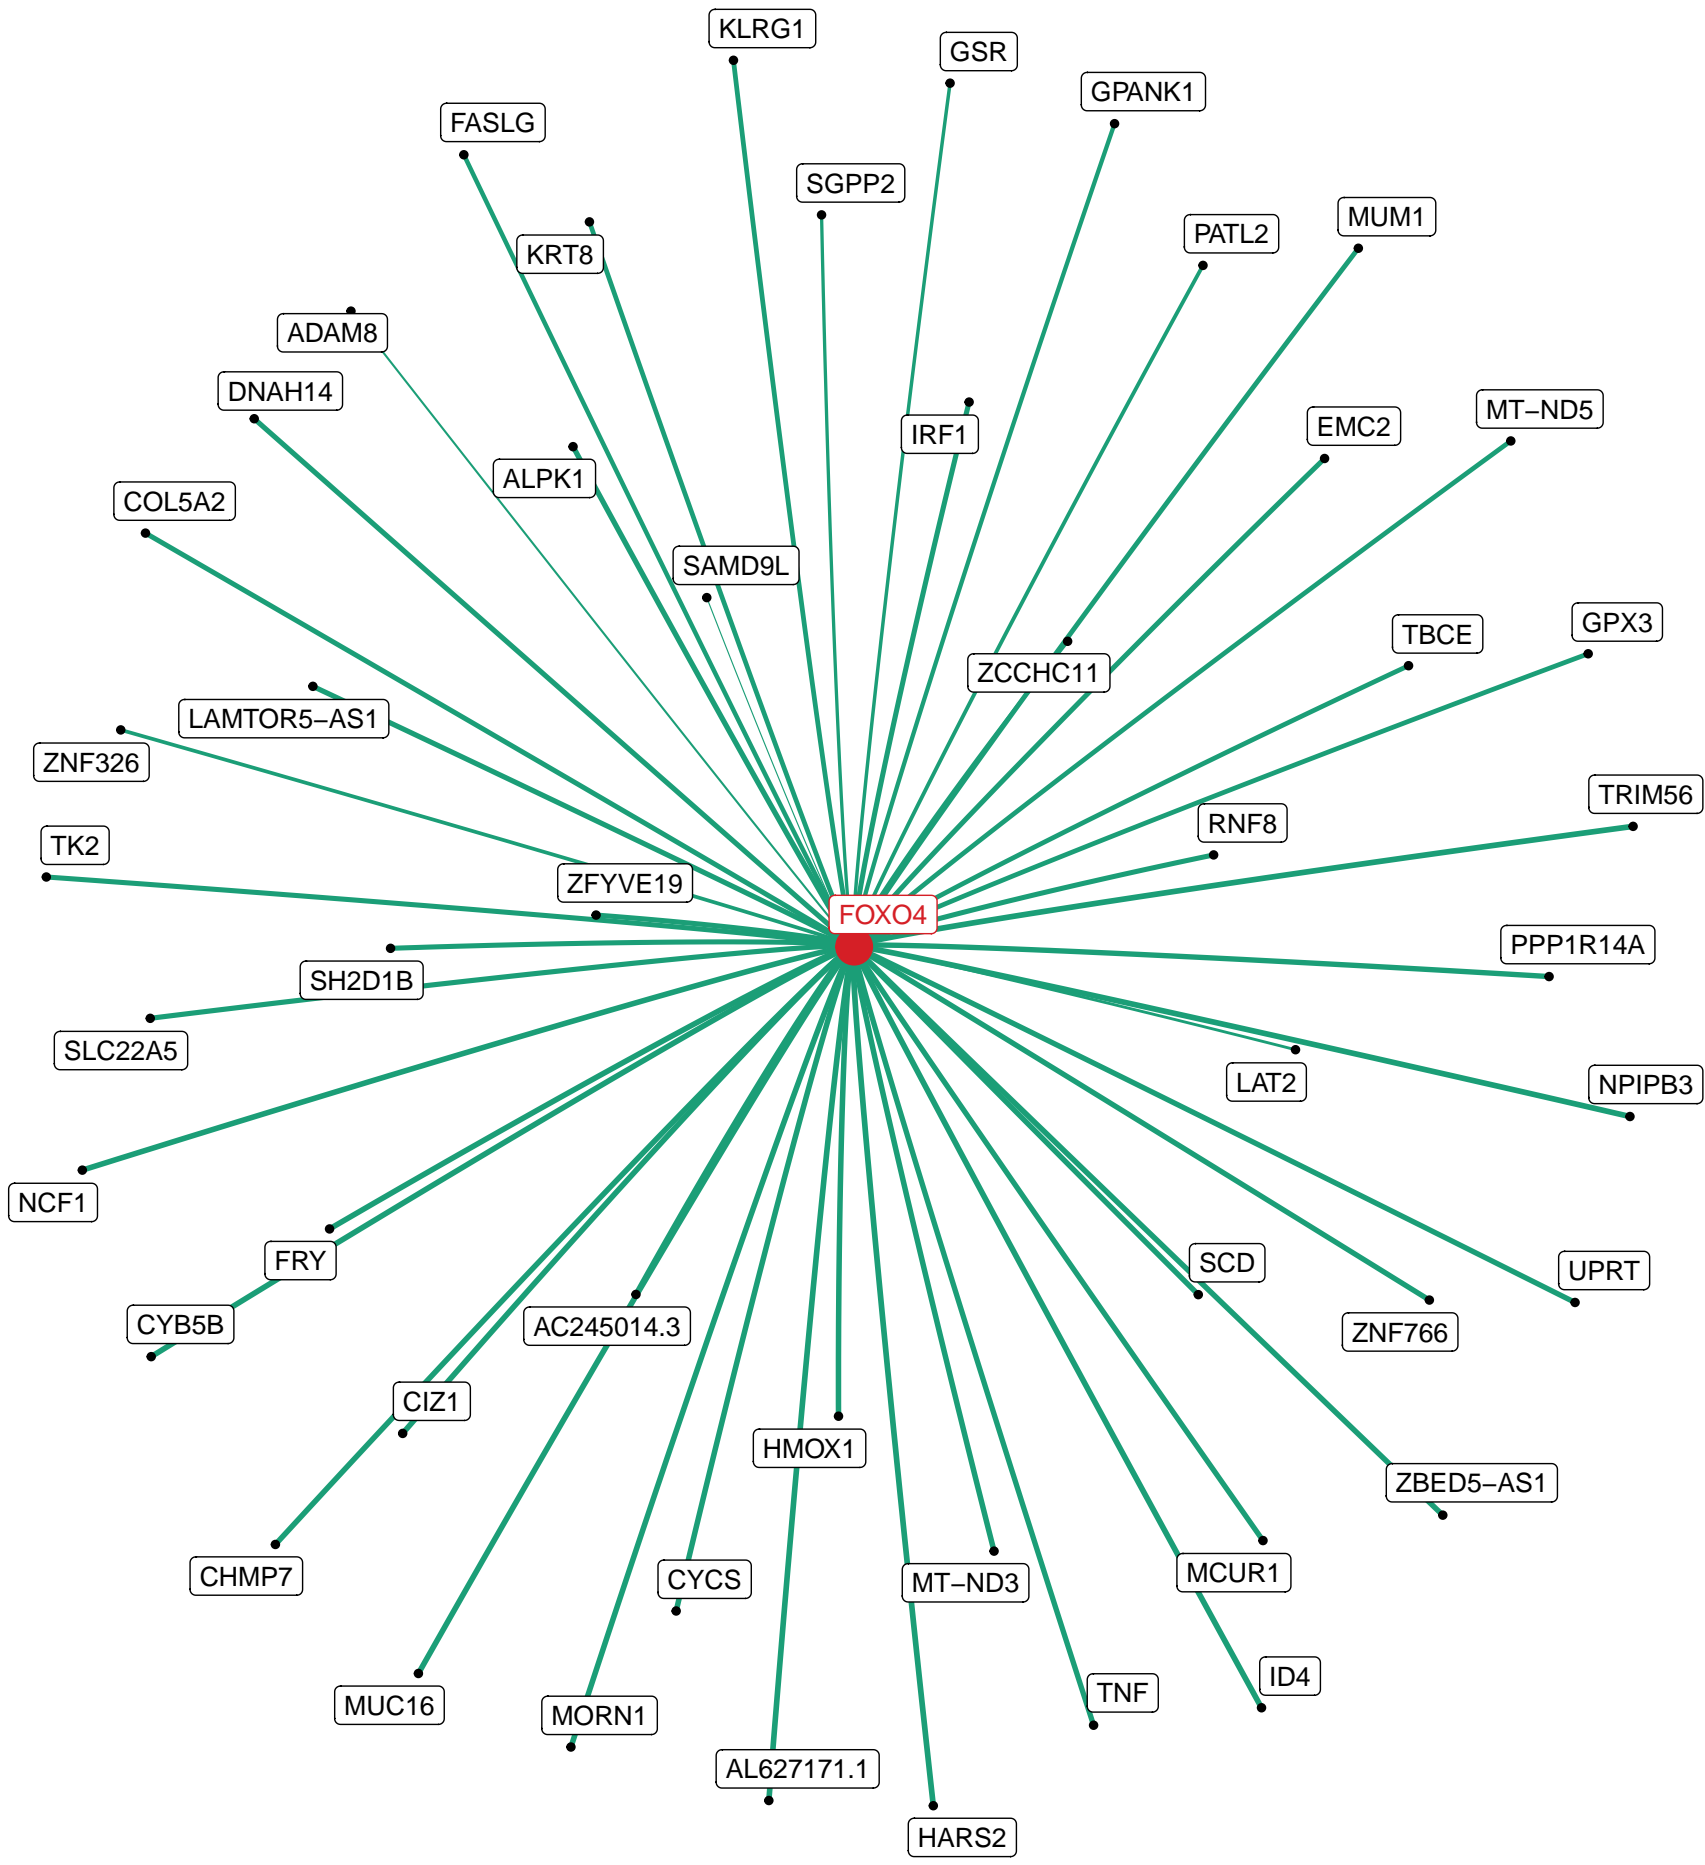 KLRG1
GSR
GPANK1
FASLG
SGPP2
MUM1
PATL2
KRT8
ADAM8
DNAH14
MT−ND5
EMC2
IRF1
ALPK1
COL5A2
SAMD9L
GPX3
TBCE
ZCCHC11
LAMTOR5−AS1
ZNF326
TRIM56
RNF8
TK2
ZFYVE19
FOXO4
PPP1R14A
SH2D1B
SLC22A5
LAT2
NPIPB3
NCF1
FRY
SCD
UPRT
CYB5B
AC245014.3
ZNF766
CIZ1
HMOX1
ZBED5−AS1
CHMP7
CYCS
MT−ND3
MCUR1
ID4
TNF
MUC16
MORN1
AL627171.1
HARS2